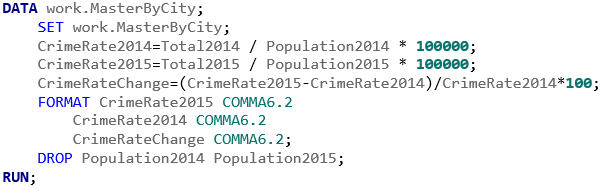 DATA work.MasterByCity;
SET work.MasterByCity;
CrimeRate2014=Total2014 / Population2014 * 100000;
CrimeRate2015=Total2015 / Population2015 * 100000;
CrimeRateChange=(CrimeRate2015-CrimeRate2014)/CrimeRate2014*100;
FORMAT CrimeRate2015 COMMA6.2
CrimeRate2014 COMMA6.2
CrimeRateChange COMMA6.2;
DROP Population2014 Population2015;
RUN;